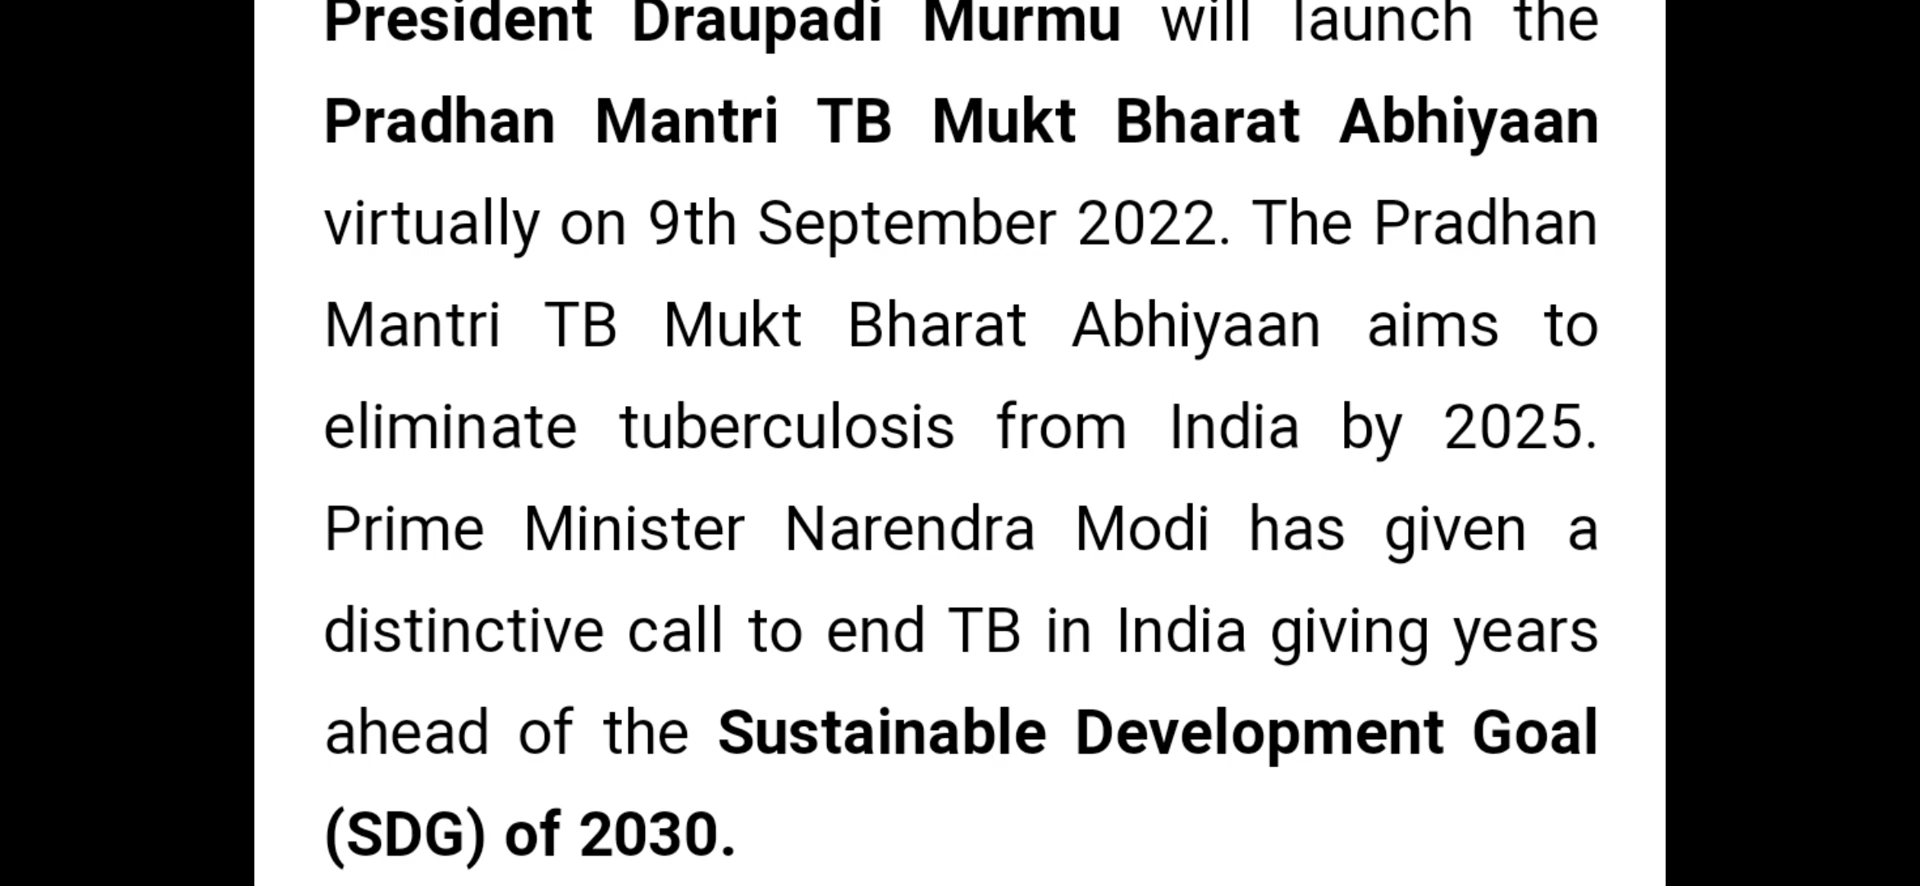 President Draupadi Murmu will launch the
Pradhan Mantri TB Mukt Bharat Abhiyaan
virtually on 9th September 2022. The Pradhan
Mantri TB Mukt Bharat Abhiyaan aims to
eliminate tuberculosis from India by 2025.
Prime Minister Narendra Modi has given a
distinctive call to end TB in India giving years
ahead of the Sustainable Development Goal
(SDG) of 2030.